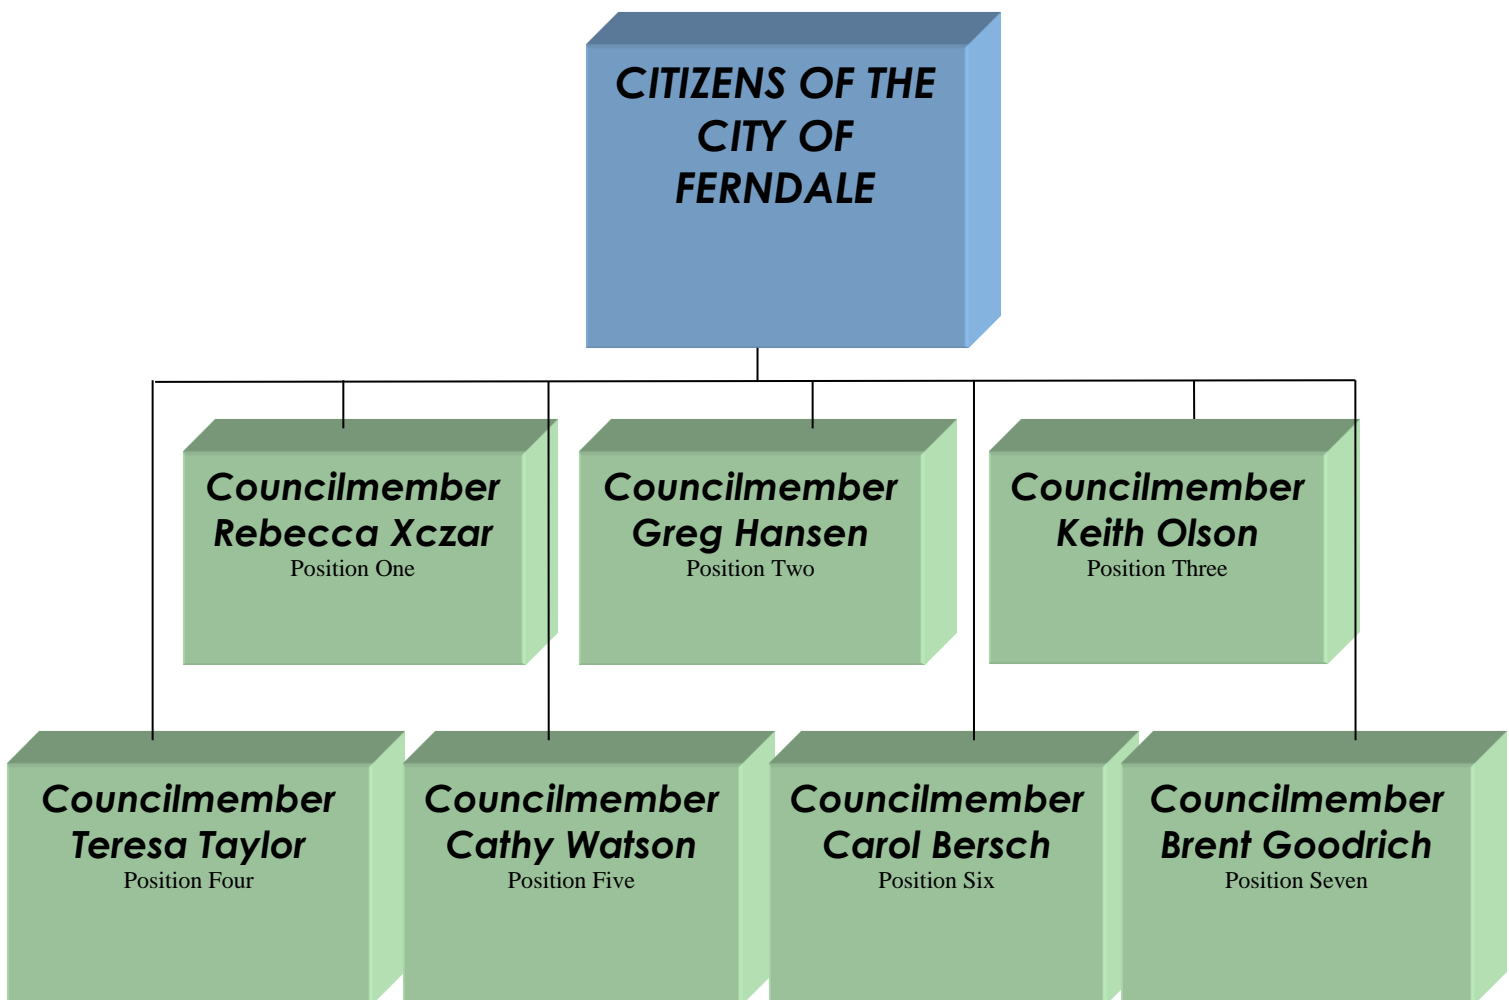 CITIZENS OF THE
CITY OF
FERNDALE
Councilmember
Rebecca Xczar
Position One
Councilmember
Greg Hansen
Position Two
Councilmember
Keith Olson
Position Three
Councilmember
Teresa Taylor
Position Four
Councilmember
Cathy Watson
Position Five
Councilmember
Carol Bersch
Position Six
Councilmember
Brent Goodrich
Position Seven